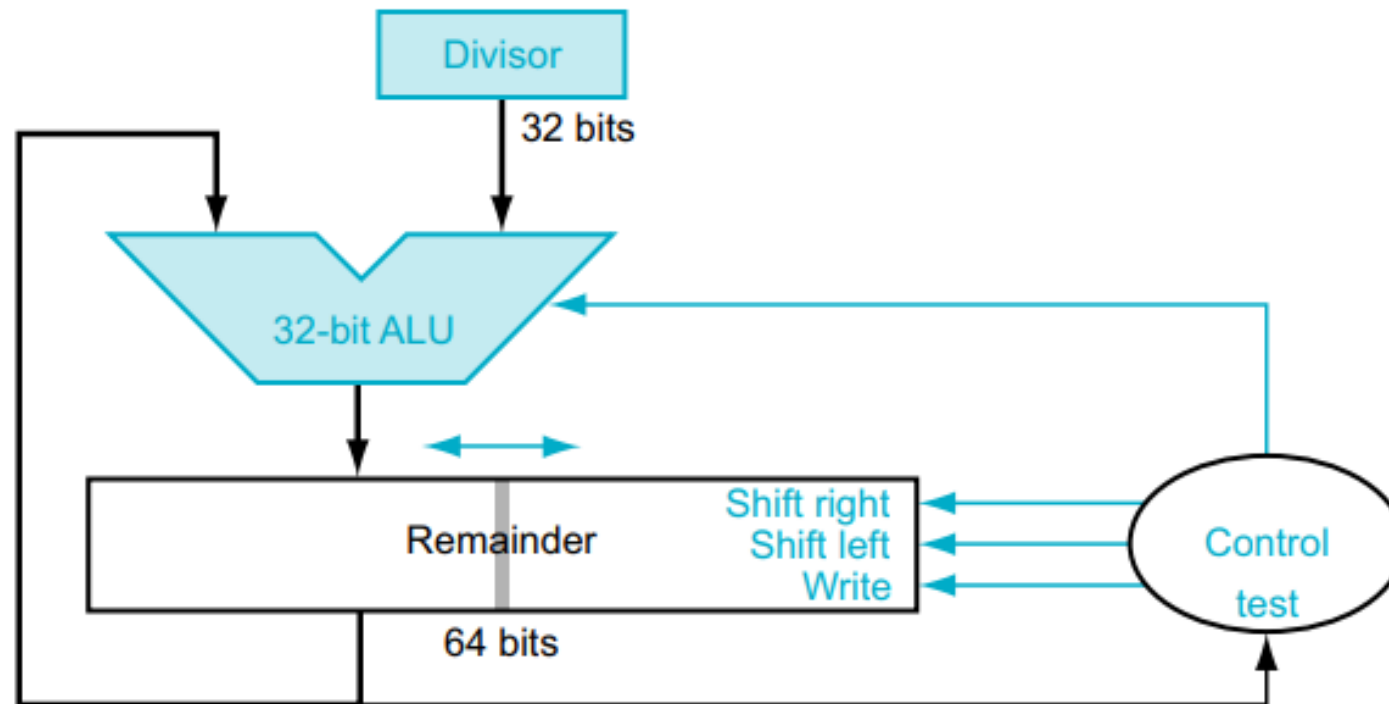 Divisor
32 bits
32-bit ALU
Remainder
Shift right
Shift left
Write
64 bits
Control
test